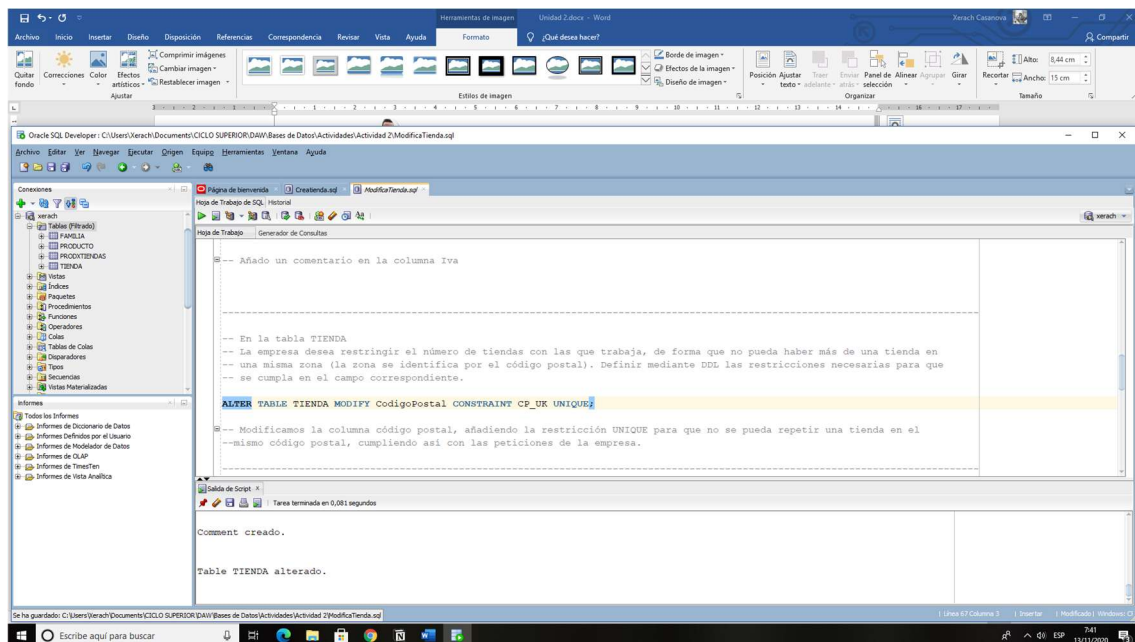 Herramientas de imagen
Unidad 2.docx - Word
Xerach Casanova
Archivo Inicio Insertar Diseño Disposición Referencias Correspondencia Revisar Vista Ayuda Formato ¿Qué desea hacer? Compartir
Quitar fondo
Correcciones
Color
Efectos artísticos
Comprimir imágenes
Cambiar imagen
Restablecer imagen
Ajustar
Estilos de imagen
Borde de imagen
Efectos de la imagen
Diseño de imagen
Posición
Ajustar texto
Traer adelante
Enviar atrás
Panel de selección
Alinear
Agrupar
Girar
Organizar
Recortar
Alto: 8,44 cm
Ancho: 15 cm
Tamaño
Oracle SQL Developer : C:\Users\Xerach\Documents\CICLO SUPERIOR\DAW\Bases de Datos\Actividades\Actividad 2\ModificaTienda.sql
Archivo Editar Ver Navegar Ejecutar Origen Equipo Herramientas Ventana Ayuda
Conexiones
xerach
Tablas (Filtrado)
FAMILIA
PRODUCTO
PRODXTIENDAS
TIENDA
Vistas
Índices
Paquetes
Procedimientos
Funciones
Operadores
Colas
Tablas de Colas
Disparadores
Tipos
Secuencias
Vistas Materializadas
Informes
Todos los Informes
Informes de Diccionario de Datos
Informes Definidos por el Usuario
Informes de Modelador de Datos
Informes de OLAP
Informes de TimesTen
Informes de Vista Analítica
Página de bienvenida Creatienda.sql ModificaTienda.sql
Hoja de Trabajo de SQL Historial
xerach
Hoja de Trabajo Generador de Consultas
-- Añado un comentario en la columna Iva
-- En la tabla TIENDA
-- La empresa desea restringir el número de tiendas con las que trabaja, de forma que no pueda haber más de una tienda en
-- una misma zona (la zona se identifica por el código postal). Definir mediante DDL las restricciones necesarias para que
-- se cumpla en el campo correspondiente.
ALTER TABLE TIENDA MODIFY CodigoPostal CONSTRAINT CP_UK UNIQUE;
-- Modificamos la columna código postal, añadiendo la restricción UNIQUE para que no se pueda repetir una tienda en el
--mismo código postal, cumpliendo así con las peticiones de la empresa.
Salida de Script
Tarea terminada en 0,081 segundos
Comment creado.
Table TIENDA alterado.
Se ha guardado: C:\Users\Xerach\Documents\CICLO SUPERIOR\DAW\Bases de Datos\Actividades\Actividad 2\ModificaTienda.sql
Línea 67 Columna 3 Insertar Modificado
Escribe aquí para buscar
ESP
7:41
13/11/2020